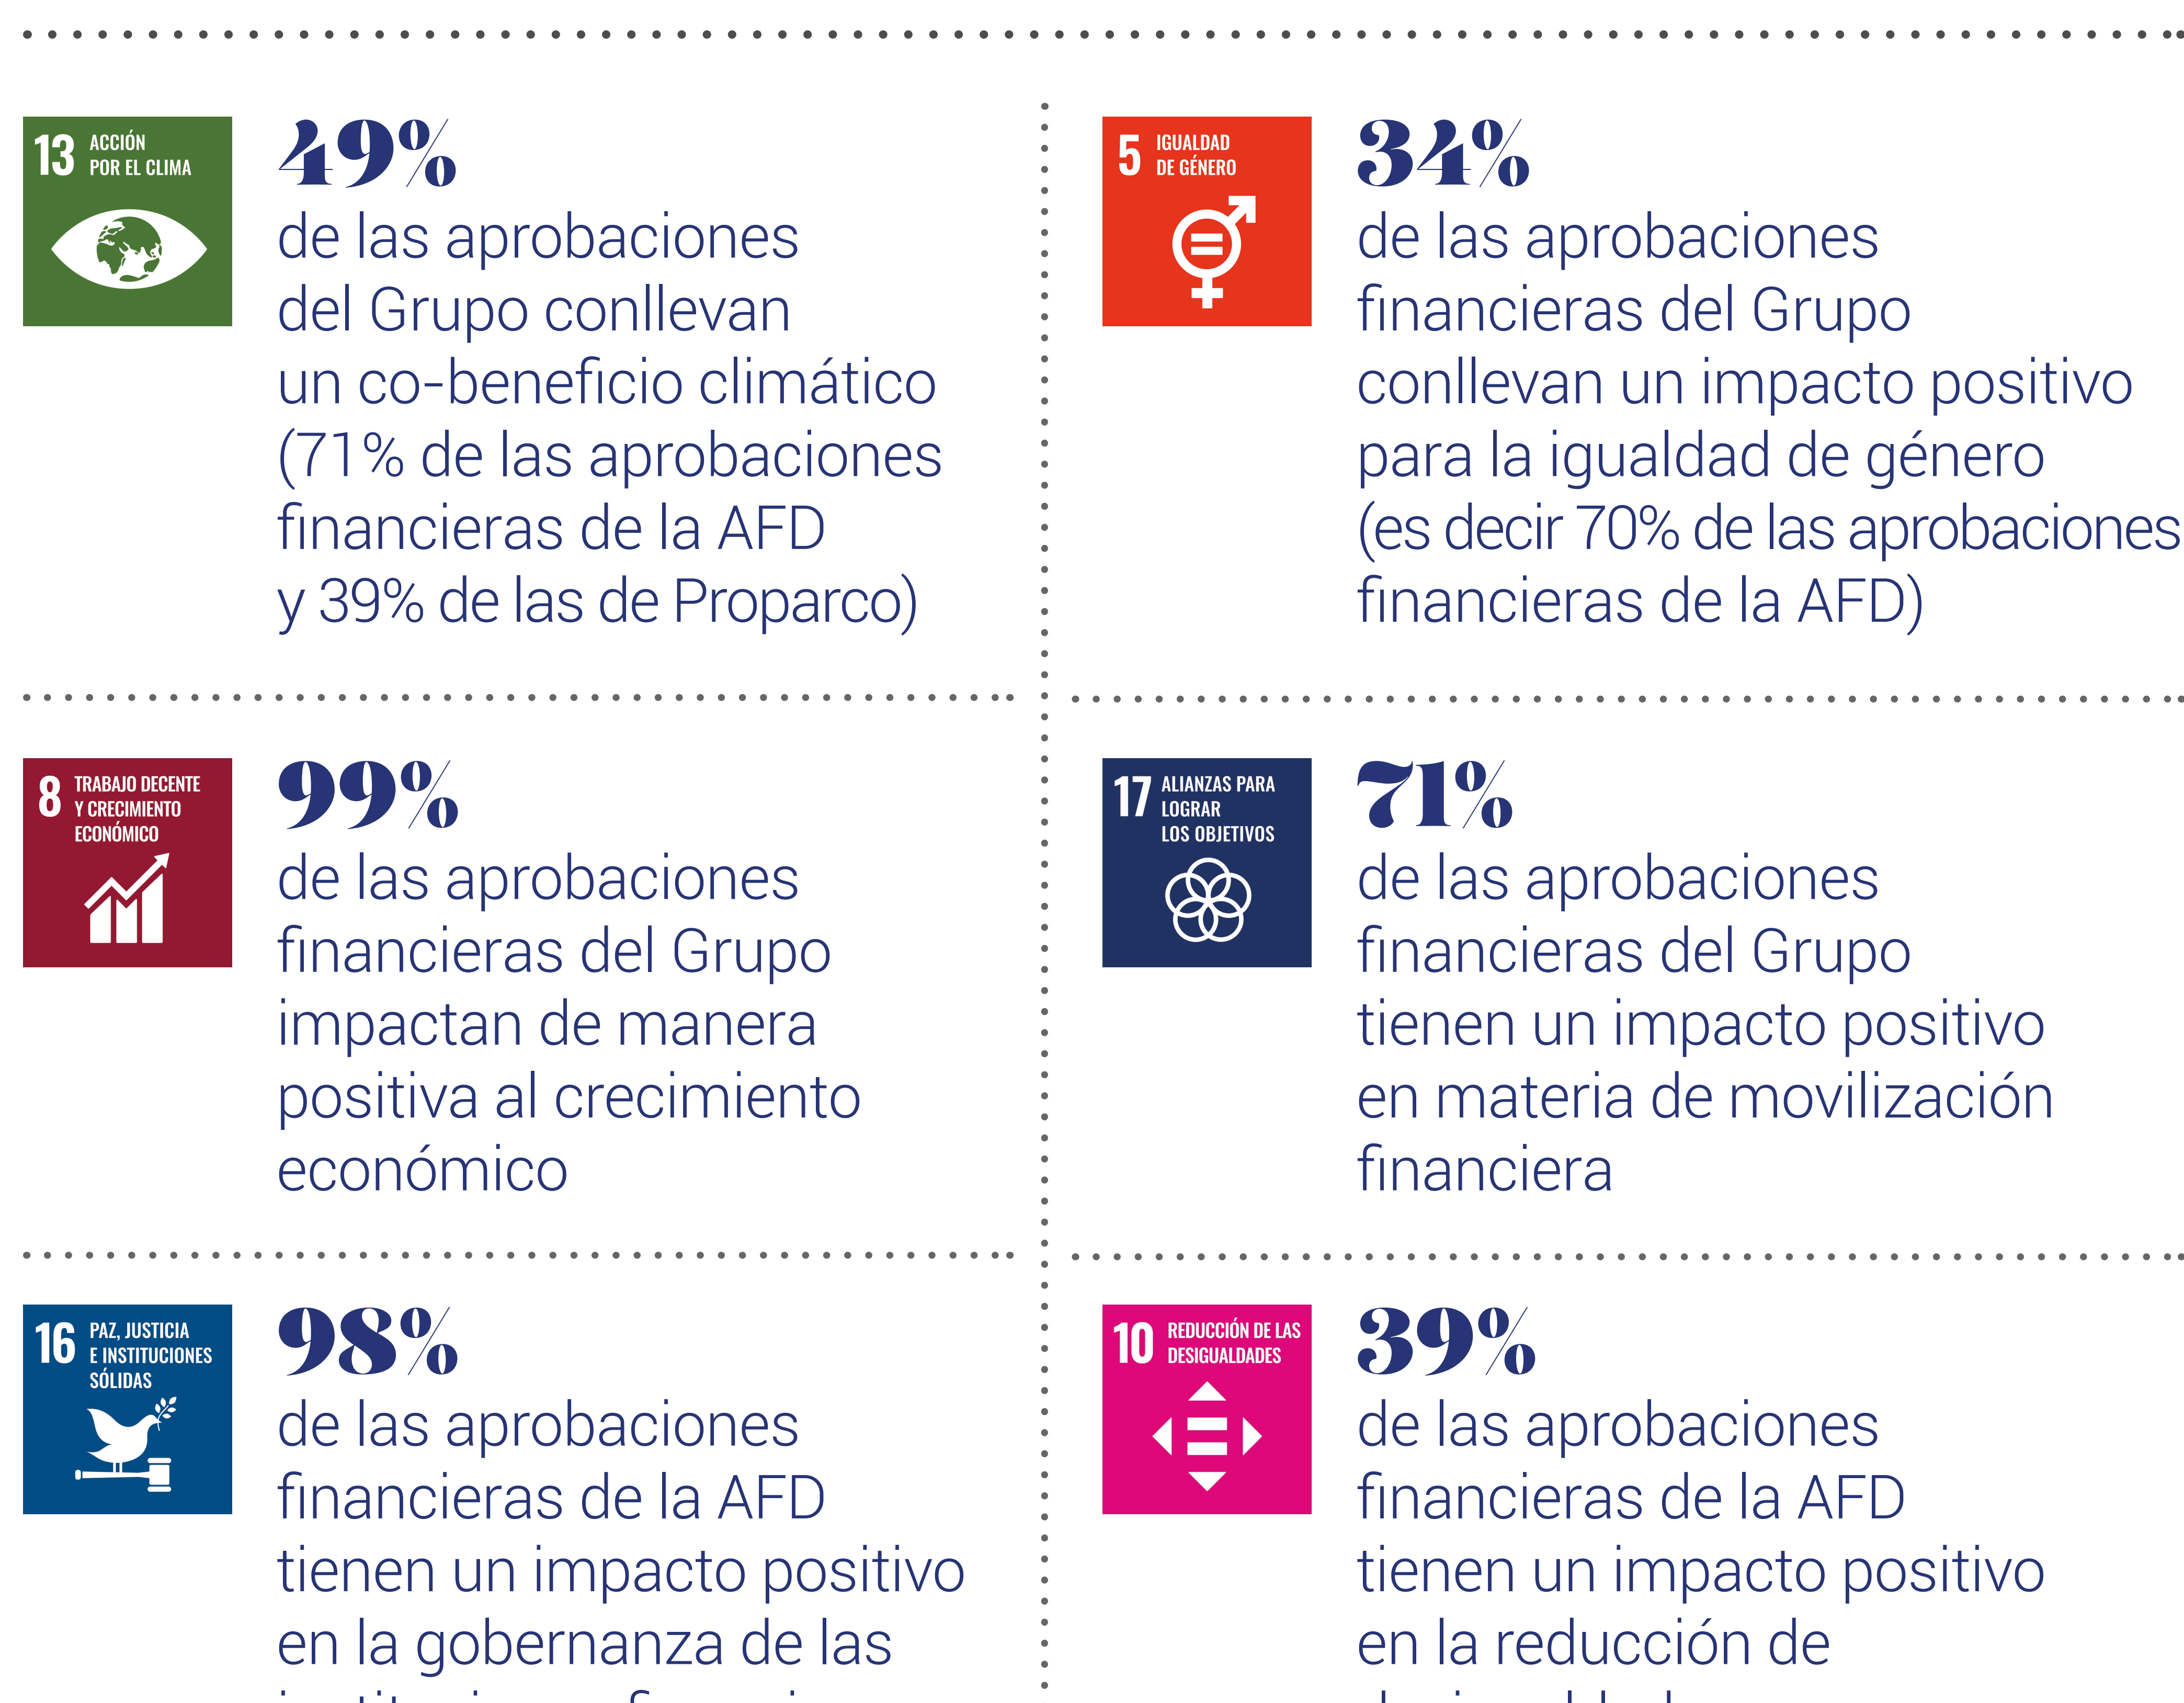 13 ACCIÓN
POR EL CLIMA
49%
de las aprobaciones
del Grupo conllevan
un co-beneficio climático
(71% de las aprobaciones
financieras de la AFD
y 39% de las de Proparco)
5 IGUALDAD
DE GÉNERO
34%
de las aprobaciones
financieras del Grupo
conllevan un impacto positivo
para la igualdad de género
(es decir 70% de las aprobaciones
financieras de la AFD)
8 TRABAJO DECENTE
Y CRECIMIENTO
ECONÓMICO
99%
de las aprobaciones
financieras del Grupo
impactan de manera
positiva al crecimiento
económico
17 ALIANZAS PARA
LOGRAR
LOS OBJETIVOS
71%
de las aprobaciones
financieras del Grupo
tienen un impacto positivo
en materia de movilización
financiera
16 PAZ, JUSTICIA
E INSTITUCIONES
SÓLIDAS
98%
de las aprobaciones
financieras de la AFD
tienen un impacto positivo
en la gobernanza de las
10 REDUCCIÓN DE LAS
DESIGUALDADES
39%
de las aprobaciones
financieras de la AFD
tienen un impacto positivo
en la reducción de